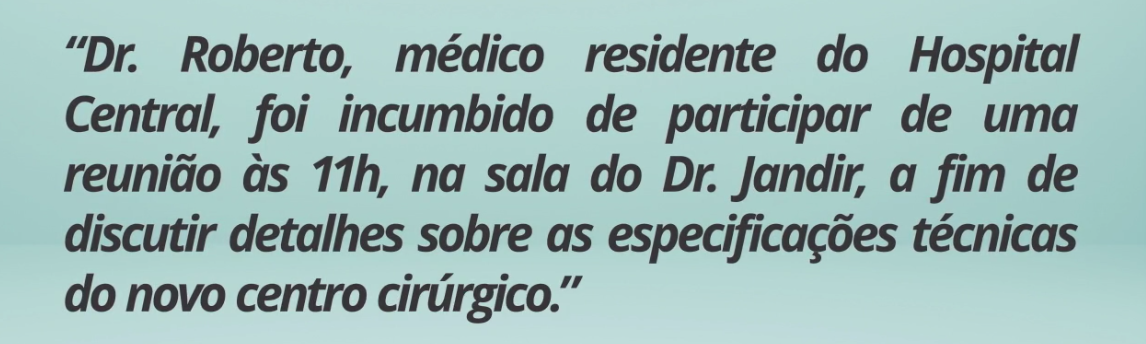 “Dr. Roberto, médico residente do Hospital
Central, foi incumbido de participar de uma
reunião às 11h, na sala do Dr. Jandir, a fim de
discutir detalhes sobre as especificações técnicas
do novo centro cirúrgico.”